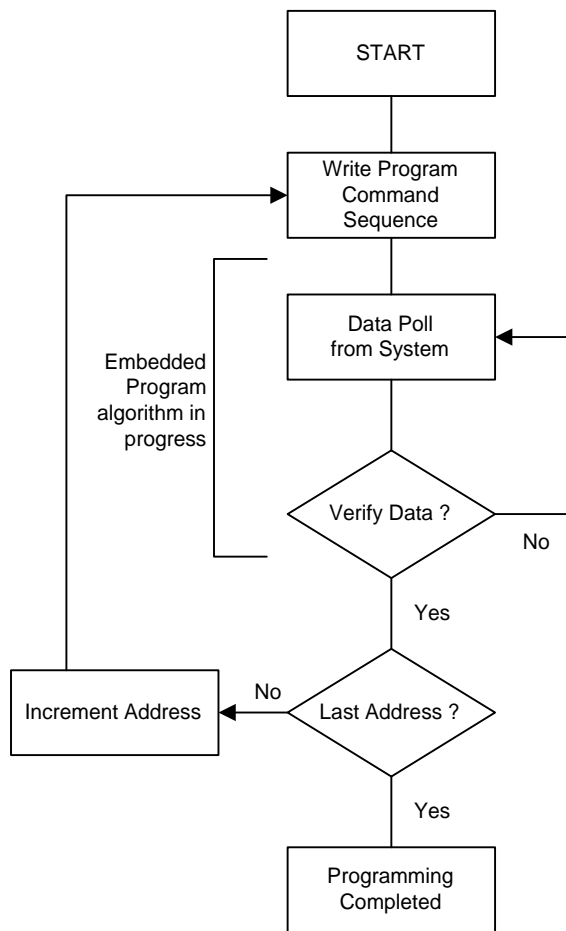 START
Write Program
Command
Sequence
Data Poll
from System
Embedded
Program
algorithm in
progress
Verify Data ?
No
Yes
No
Increment Address
Last Address ?
Yes
Programming
Completed